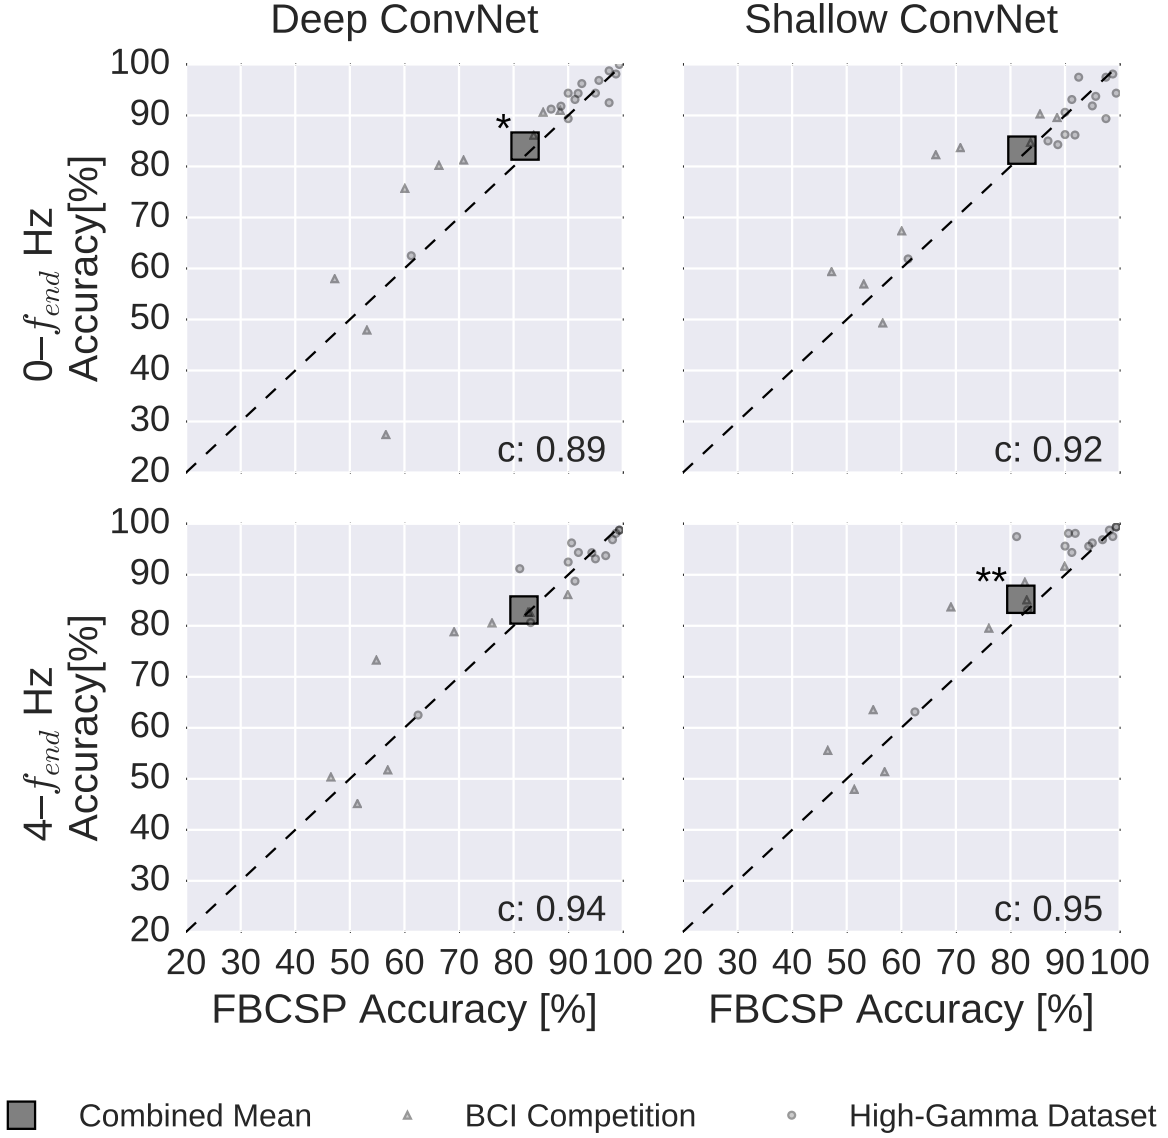 Deep ConvNet
Shallow ConvNet
0–f_end Hz
Accuracy[%]
100
90
80
70
60
50
40
30
20
*
c: 0.89
c: 0.92
4–f_end Hz
Accuracy[%]
100
90
80
70
60
50
40
30
20
c: 0.94
**
c: 0.95
20 30 40 50 60 70 80 90 100
20 30 40 50 60 70 80 90 100
FBCSP Accuracy [%]
FBCSP Accuracy [%]
Combined Mean
BCI Competition
High-Gamma Dataset